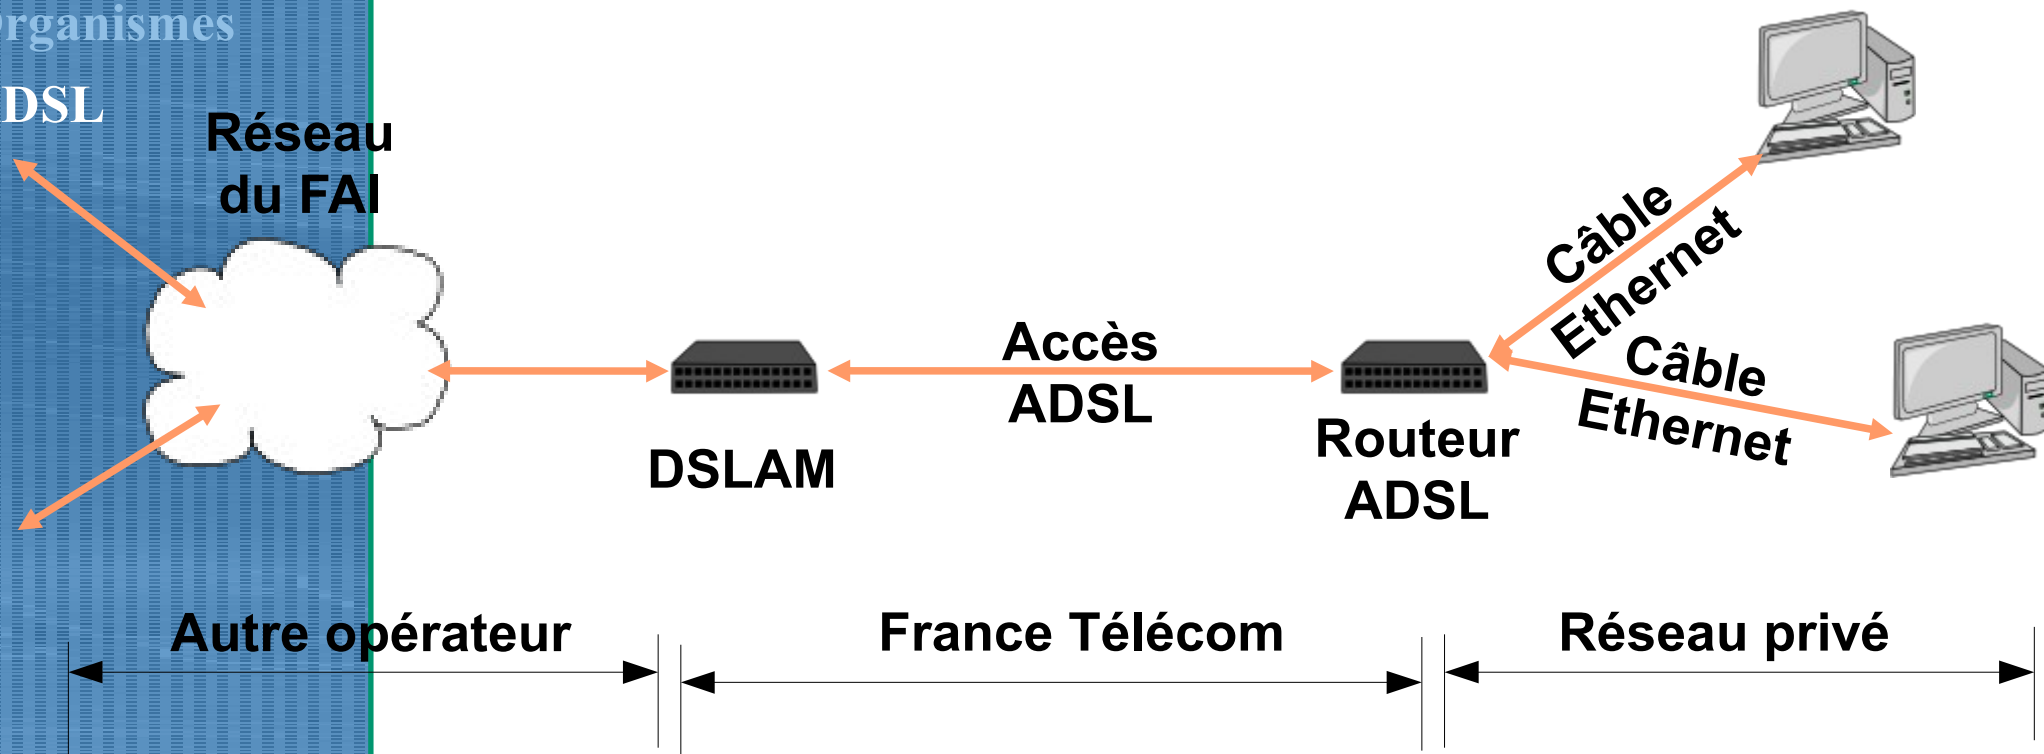 Organismes
DSL
Réseau
du FAI
Câble
Ethernet
Accès
ADSL
Câble
Ethernet
DSLAM
Routeur
ADSL
Autre opérateur
France Télécom
Réseau privé